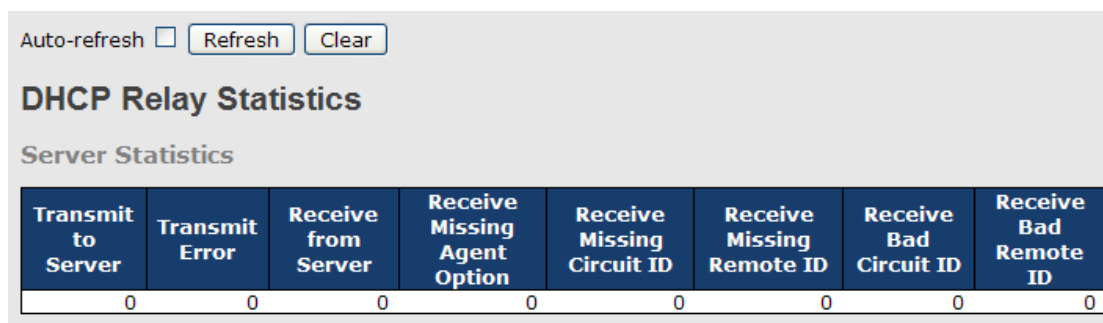 Auto-refresh Refresh Clear
DHCP Relay Statistics
Server Statistics
Transmit to Server Transmit Error Receive from Server Receive Missing Agent Option Receive Missing Circuit ID Receive Missing Remote ID Receive Bad Circuit ID Receive Bad Remote ID
0 0 0 0 0 0 0 0